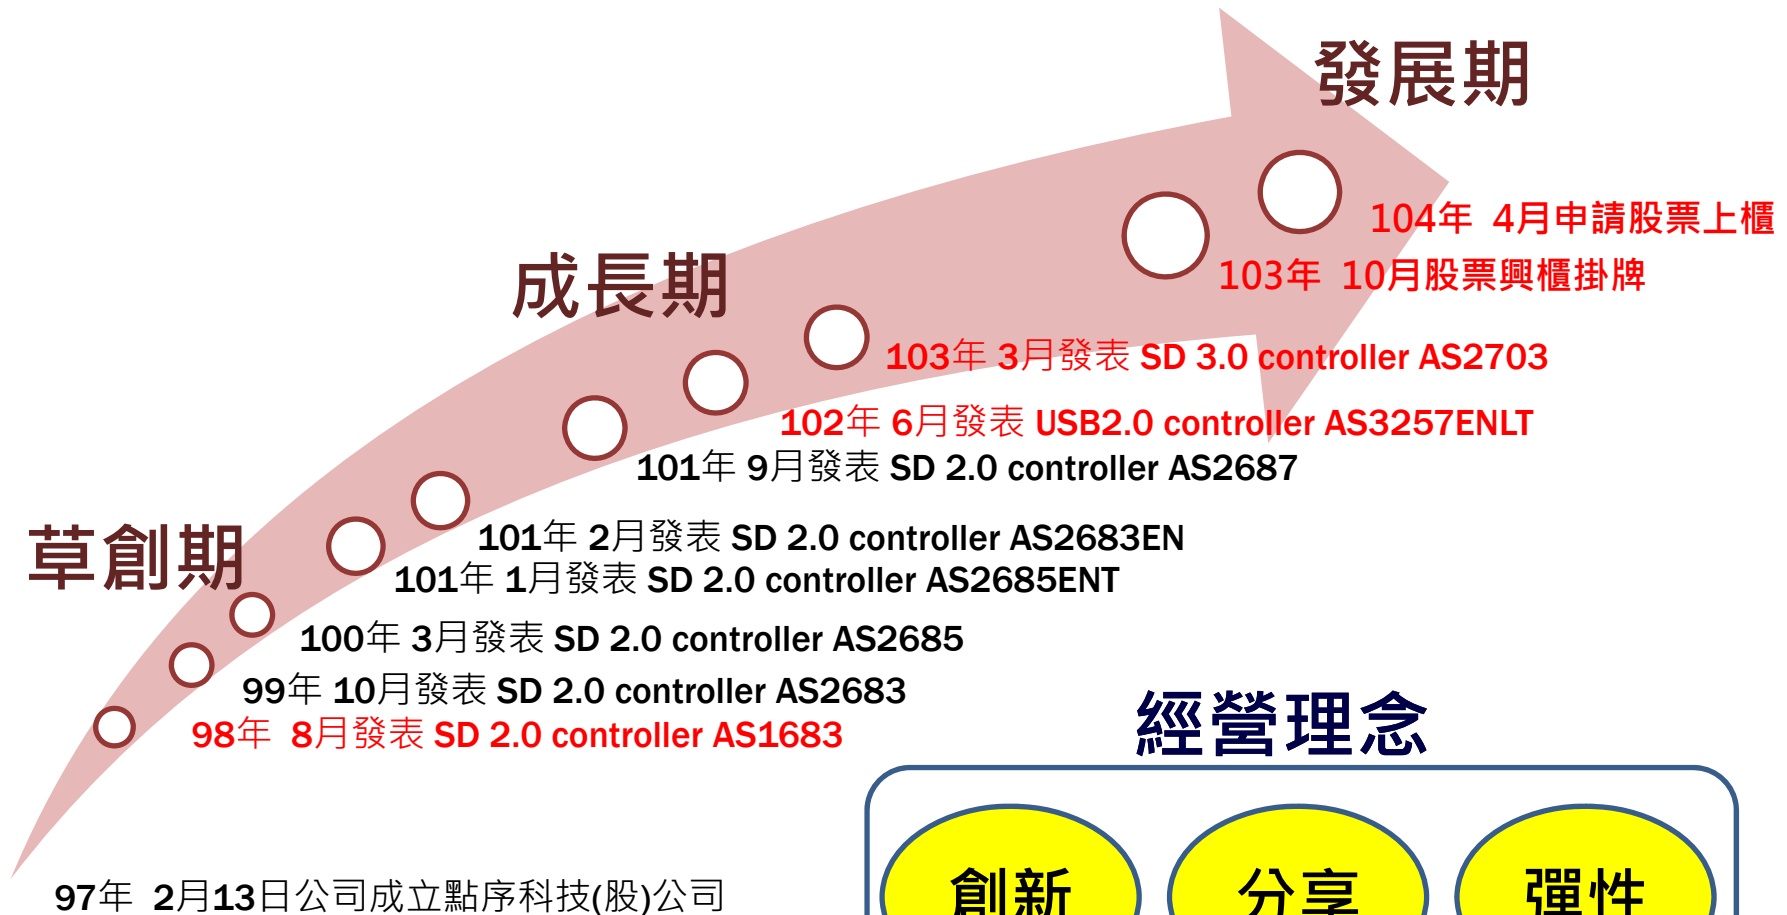 發展期
104年 4月申請股票上櫃
103年 10月股票興櫃掛牌
成長期
103年 3月發表 SD 3.0 controller AS2703
102年 6月發表 USB2.0 controller AS3257ENLT
101年 9月發表 SD 2.0 controller AS2687
草創期
101年 2月發表 SD 2.0 controller AS2683EN
101年 1月發表 SD 2.0 controller AS2685ENT
100年 3月發表 SD 2.0 controller AS2685
99年 10月發表 SD 2.0 controller AS2683
98年 8月發表 SD 2.0 controller AS1683
97年 2月13日公司成立點序科技(股)公司
經營理念
創新
分享
彈性